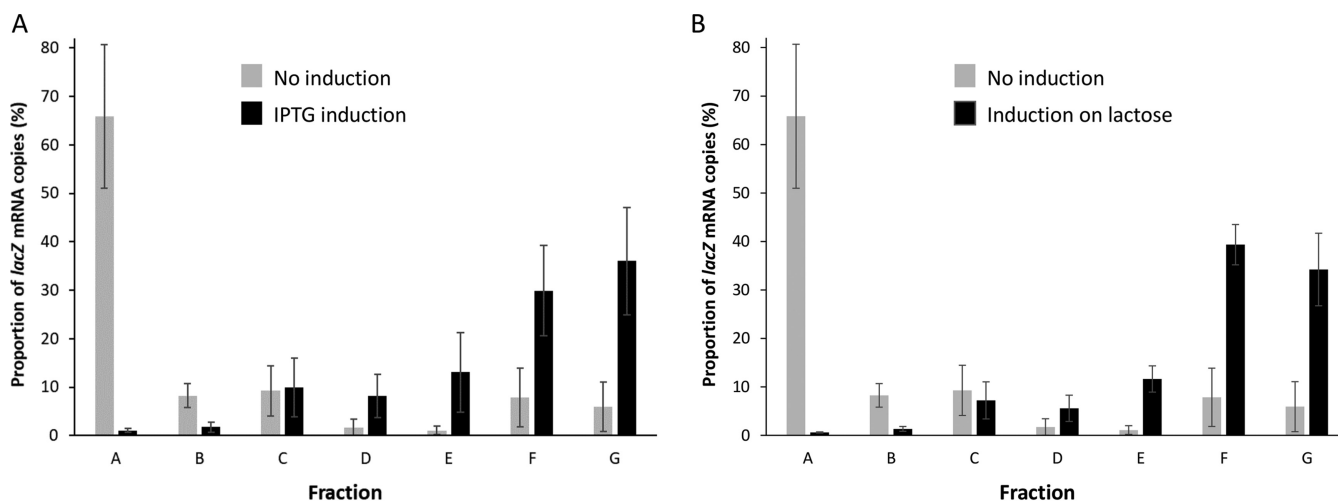 A
Proportion of lacZ mRNA copies (%)
80
70
60
50
40
30
20
10
0
No induction
IPTG induction
A B C D E F G
Fraction
B
Proportion of lacZ mRNA copies (%)
80
70
60
50
40
30
20
10
0
No induction
Induction on lactose
A B C D E F G
Fraction